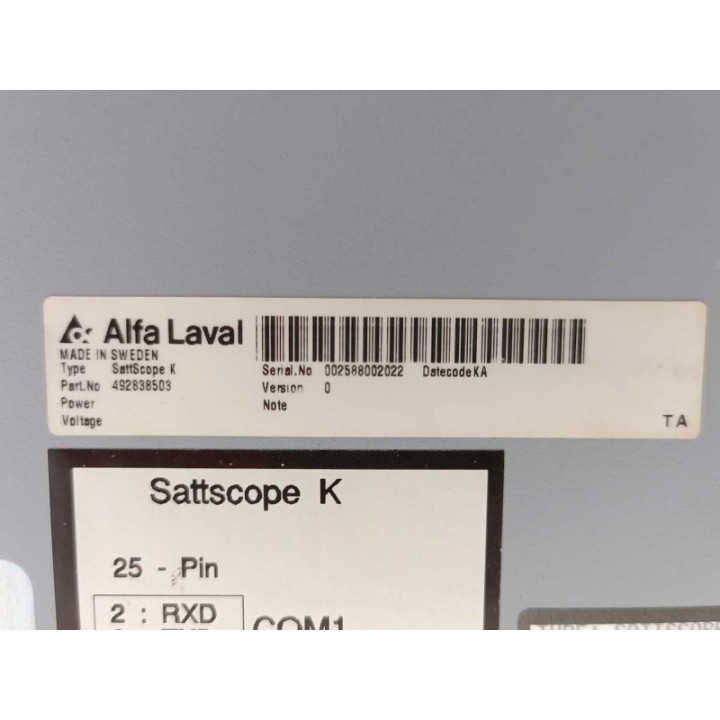 Alfa Laval
MADE IN SWEDEN
Type SattScope K
Part.No 492838503
Power
Voltage
Serial.No 002588002022 Datecode KA
Version 0
Note
TA
Sattscope K
25 - Pin
2 : RXD
COM1